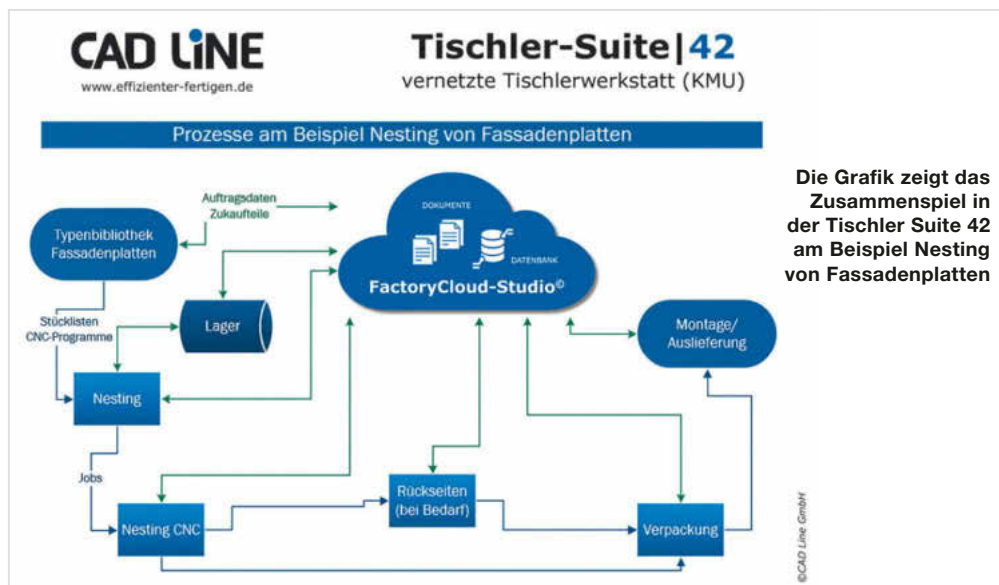 CAD LiNE
www.effizienter-fertigen.de
Tischler-Suite|42
vernetzte Tischlerwerkstatt (KMU)
Prozesse am Beispiel Nesting von Fassadenplatten
Auftragsdaten
Zukaufteile
Typenbibliothek
Fassadenplatten
DOKUMENTE
DATENBANK
FactoryCloud-Studio©
Stücklisten
CNC-Programme
Lager
Montage/
Auslieferung
Nesting
Jobs
Nesting CNC
Rückseiten
(bei Bedarf)
Verpackung
©CAD Line GmbH
Die Grafik zeigt das
Zusammenspiel in
der Tischler Suite 42
am Beispiel Nesting
von Fassadenplatten